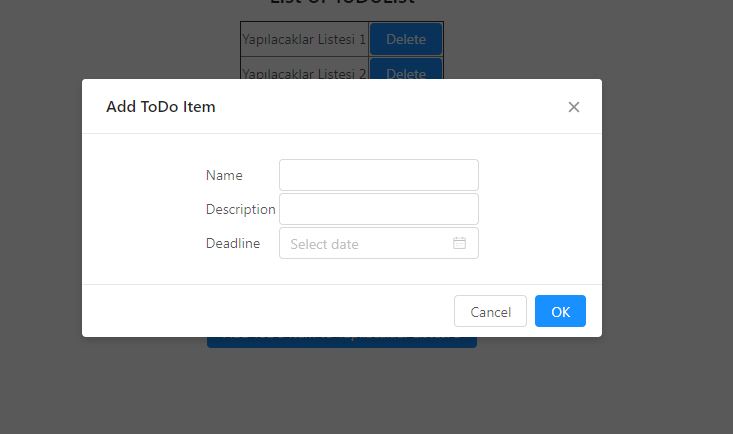 List of ToDoList
Yapılacaklar Listesi 1 Delete
Yapılacaklar Listesi 2 Delete
Add ToDo Item
Name
Description
Deadline Select date
Cancel OK